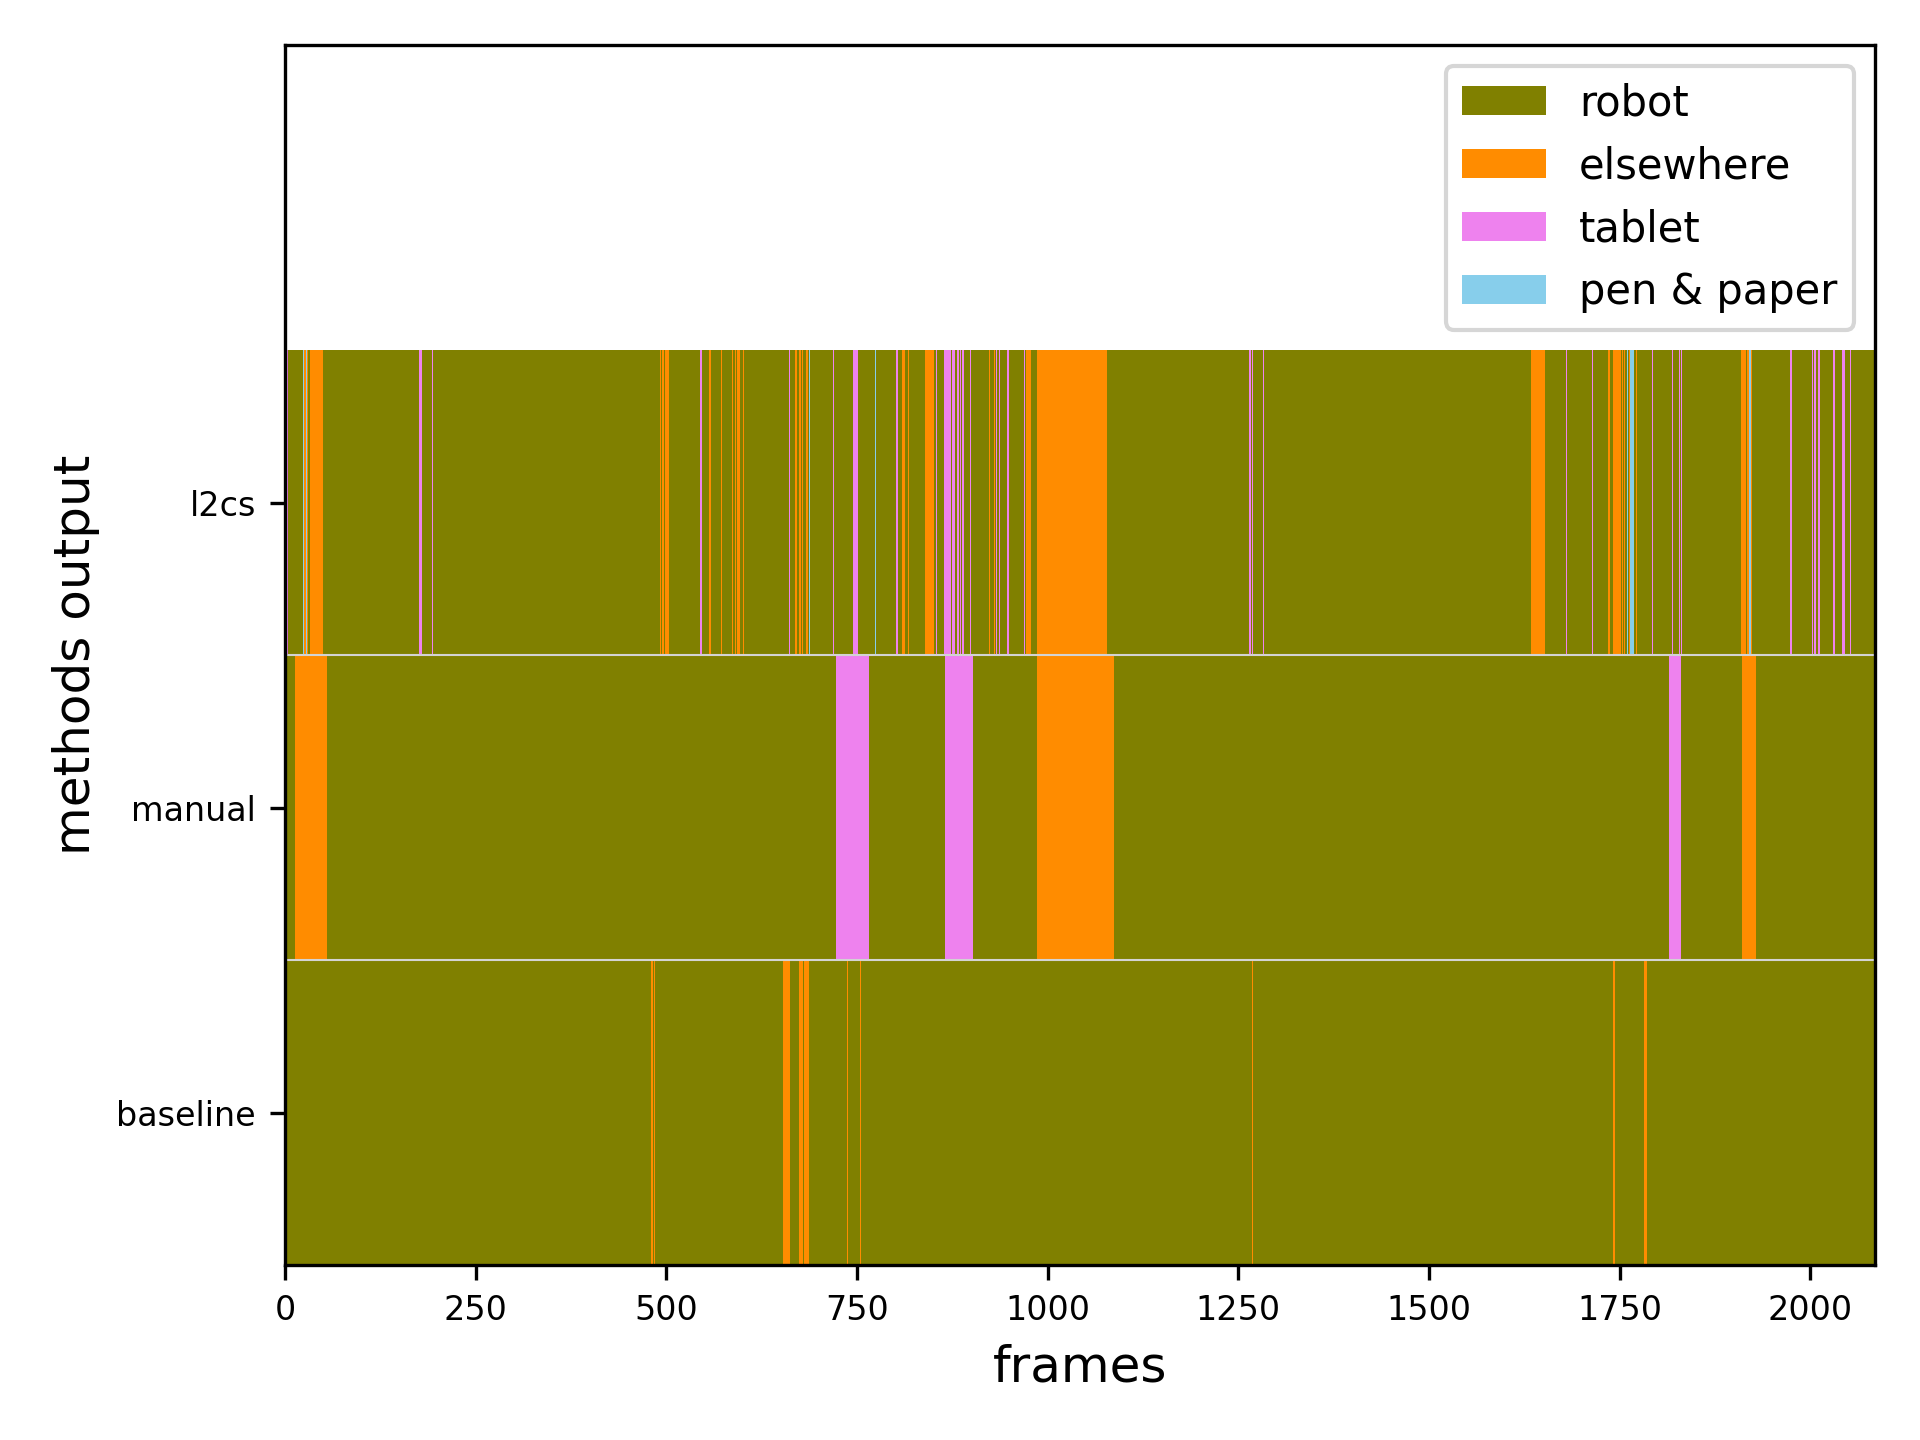 robot
elsewhere
tablet
pen & paper
methods output
l2cs
manual
baseline
0 250 500 750 1000 1250 1500 1750 2000
frames